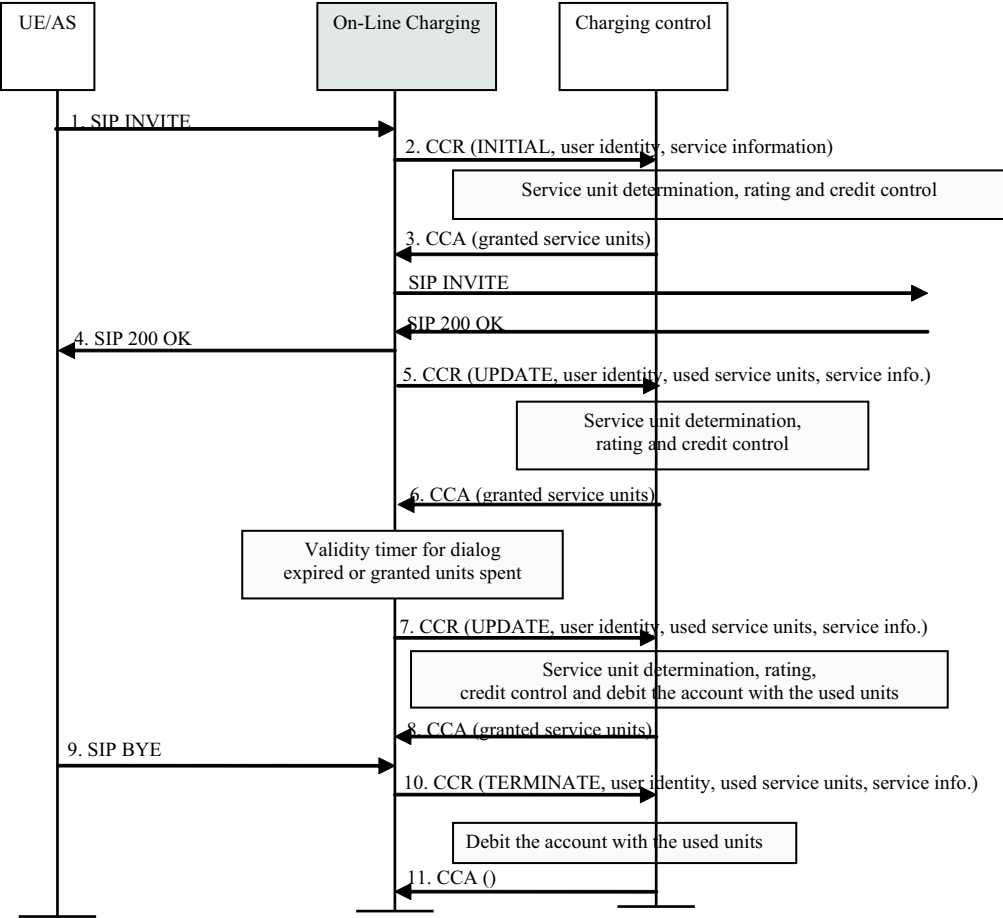 UE/AS
On-Line Charging
Charging control
1. SIP INVITE
2. CCR (INITIAL, user identity, service information)
Service unit determination, rating and credit control
3. CCA (granted service units)
SIP INVITE
SIP 200 OK
4. SIP 200 OK
5. CCR (UPDATE, user identity, used service units, service info.)
Service unit determination,
rating and credit control
6. CCA (granted service units)
Validity timer for dialog
expired or granted units spent
7. CCR (UPDATE, user identity, used service units, service info.)
Service unit determination, rating,
credit control and debit the account with the used units
8. CCA (granted service units)
9. SIP BYE
10. CCR (TERMINATE, user identity, used service units, service info.)
Debit the account with the used units
11. CCA ()